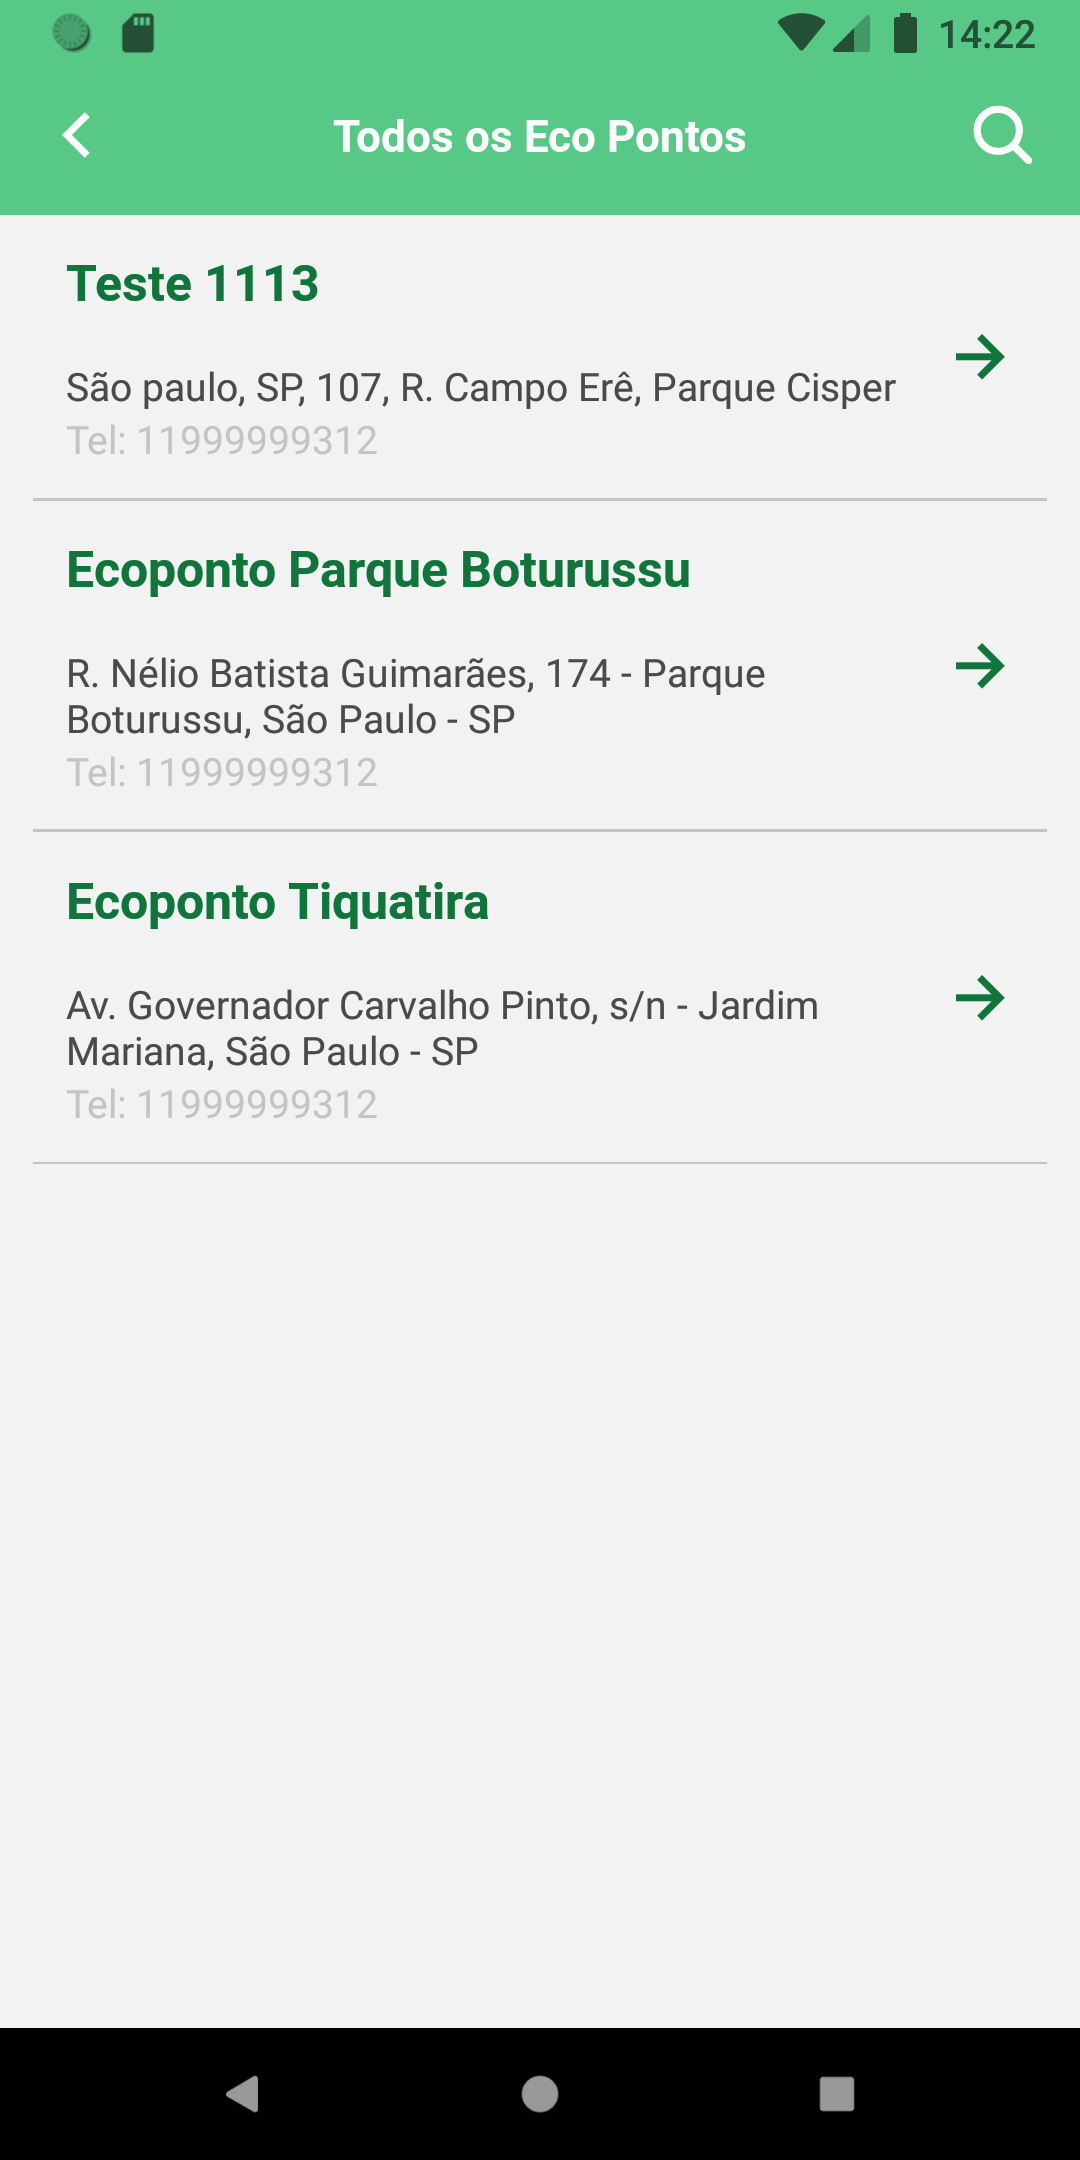 14:22
Todos os Eco Pontos
Teste 1113
São paulo, SP, 107, R. Campo Erê, Parque Cisper
Tel: 11999999312
Ecoponto Parque Boturussu
R. Nélio Batista Guimarães, 174 - Parque
Boturussu, São Paulo - SP
Tel: 11999999312
Ecoponto Tiquatira
Av. Governador Carvalho Pinto, s/n - Jardim
Mariana, São Paulo - SP
Tel: 11999999312